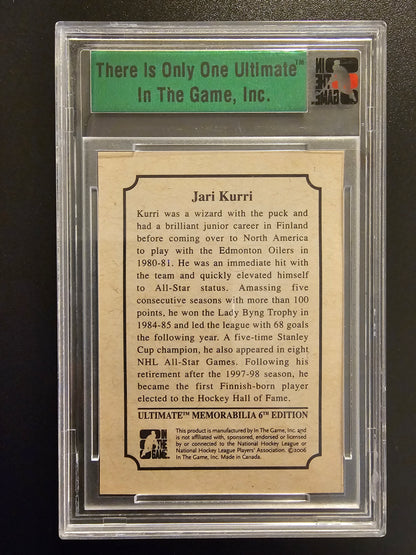 There Is Only One Ultimate™
In The Game, Inc.
IN
THE
GAME
Jari Kurri
Kurri was a wizard with the puck and
had a brilliant junior career in Finland
before coming over to North America
to play with the Edmonton Oilers in
1980-81. He was an immediate hit with
the team and quickly elevated himself
to All-Star status. Amassing five
consecutive seasons with more than 100
points, he won the Lady Byng Trophy in
1984-85 and led the league with 68 goals
the following year. A five-time Stanley
Cup champion, he also appeared in eight
NHL All-Star Games. Following his
retirement after the 1997-98 season, he
became the first Finnish-born player
elected to the Hockey Hall of Fame.
ULTIMATE™ MEMORABILIA 6TH EDITION
IN
THE
GAME
This product is manufactured by In The Game, Inc. and
is not affiliated with, sponsored, endorsed or licensed
by or connected to the National Hockey League or
National Hockey League Players' Association. ©2006
In The Game, Inc. Made in Canada.